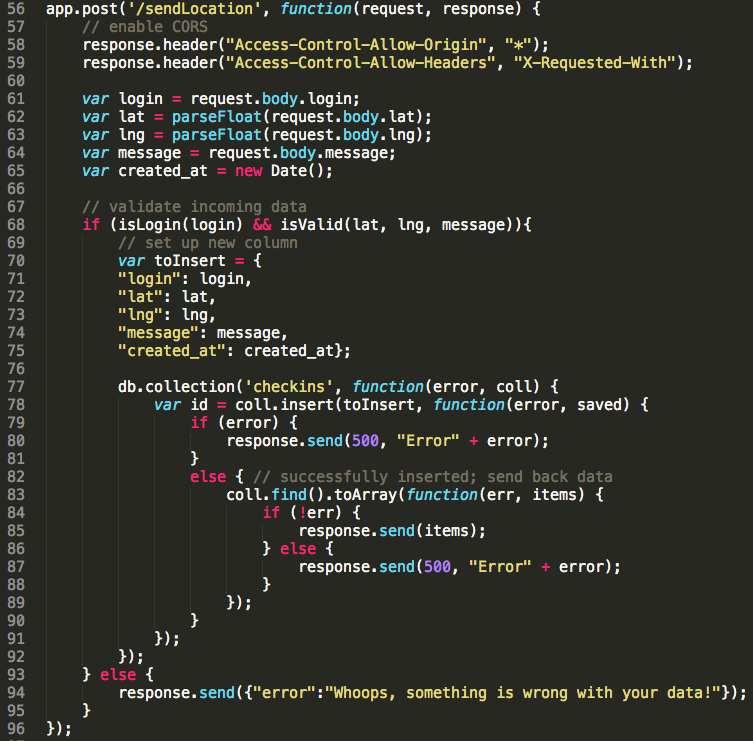 56 app.post('/sendLocation', function(request, response) {
57     // enable CORS
58     response.header("Access-Control-Allow-Origin", "*");
59     response.header("Access-Control-Allow-Headers", "X-Requested-With");
60
61     var login = request.body.login;
62     var lat = parseFloat(request.body.lat);
63     var lng = parseFloat(request.body.lng);
64     var message = request.body.message;
65     var created_at = new Date();
66
67     // validate incoming data
68     if (isLogin(login) && isValid(lat, lng, message)){
69         // set up new column
70         var toInsert = {
71         "login": login,
72         "lat": lat,
73         "lng": lng,
74         "message": message,
75         "created_at": created_at};
76
77         db.collection('checkins', function(error, coll) {
78             var id = coll.insert(toInsert, function(error, saved) {
79                 if (error) {
80                     response.send(500, "Error" + error);
81                 }
82                 else { // successfully inserted; send back data
83                     coll.find().toArray(function(err, items) {
84                         if (!err) {
85                             response.send(items);
86                         } else {
87                             response.send(500, "Error" + error);
88                         }
89                     });
90                 }
91             });
92         });
93     } else {
94         response.send({"error":"Whoops, something is wrong with your data!"});
95     }
96 });